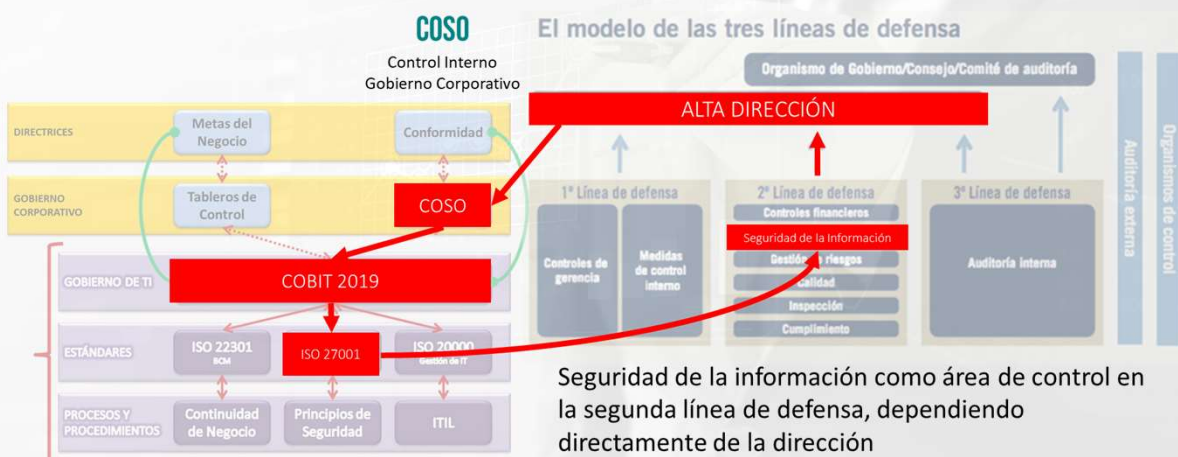 COSO
Control Interno
Gobierno Corporativo
DIRECTRICES
Metas del
Negocio
Conformidad
GOBIERNO
CORPORATIVO
Tableros de
Control
COSO
GOBIERNO DE TI
COBIT 2019
ESTÁNDARES
ISO 22301
BCM
ISO 27001
ISO 20000
Gestión de IT
PROCESOS Y
PROCEDIMIENTOS
Continuidad
de Negocio
Principios de
Seguridad
ITIL
El modelo de las tres líneas de defensa
Organismo de Gobierno/Consejo/Comité de auditoría
ALTA DIRECCIÓN
1ª Línea de defensa
Controles de
gerencia
Medidas
de control
interno
2ª Línea de defensa
Controles financieros
Seguridad de la Información
Gestión de riesgos
Calidad
Inspección
Cumplimiento
3ª Línea de defensa
Auditoría interna
Auditoría externa
Organismos de control
Seguridad de la información como área de control en
la segunda línea de defensa, dependiendo
directamente de la dirección